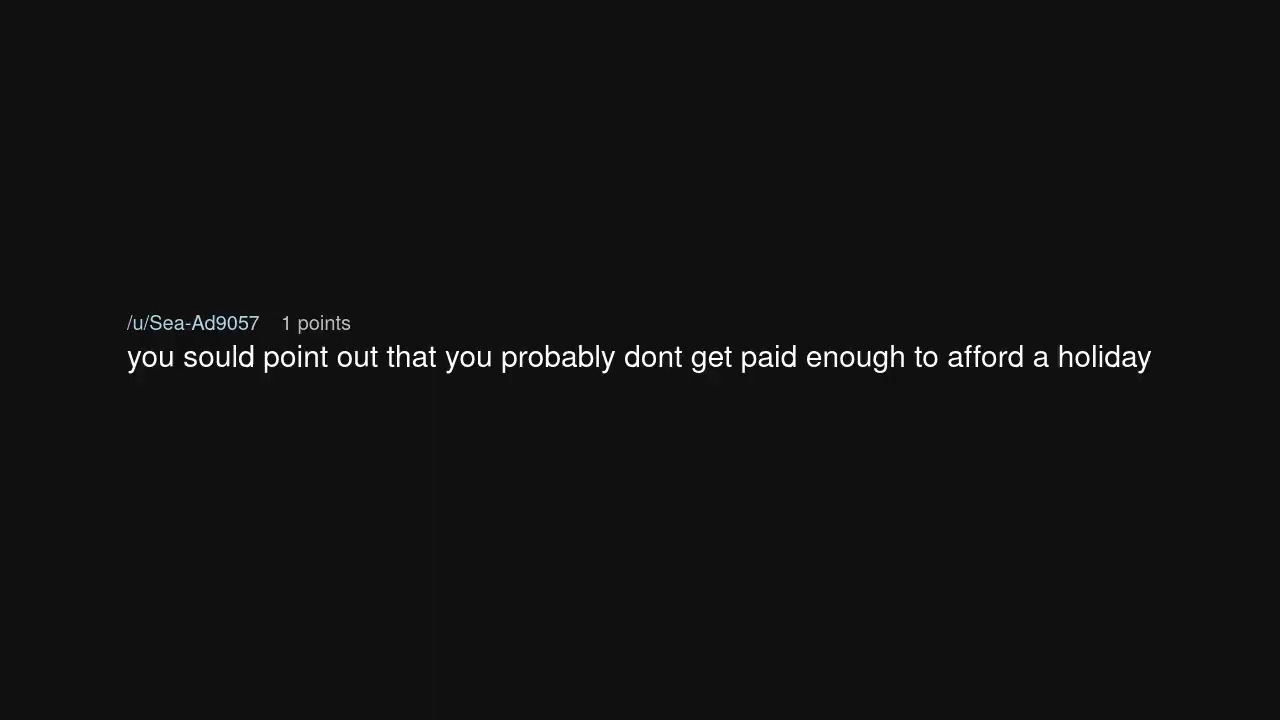 /u/Sea-Ad9057 1 points
you sould point out that you probably dont get paid enough to afford a holiday